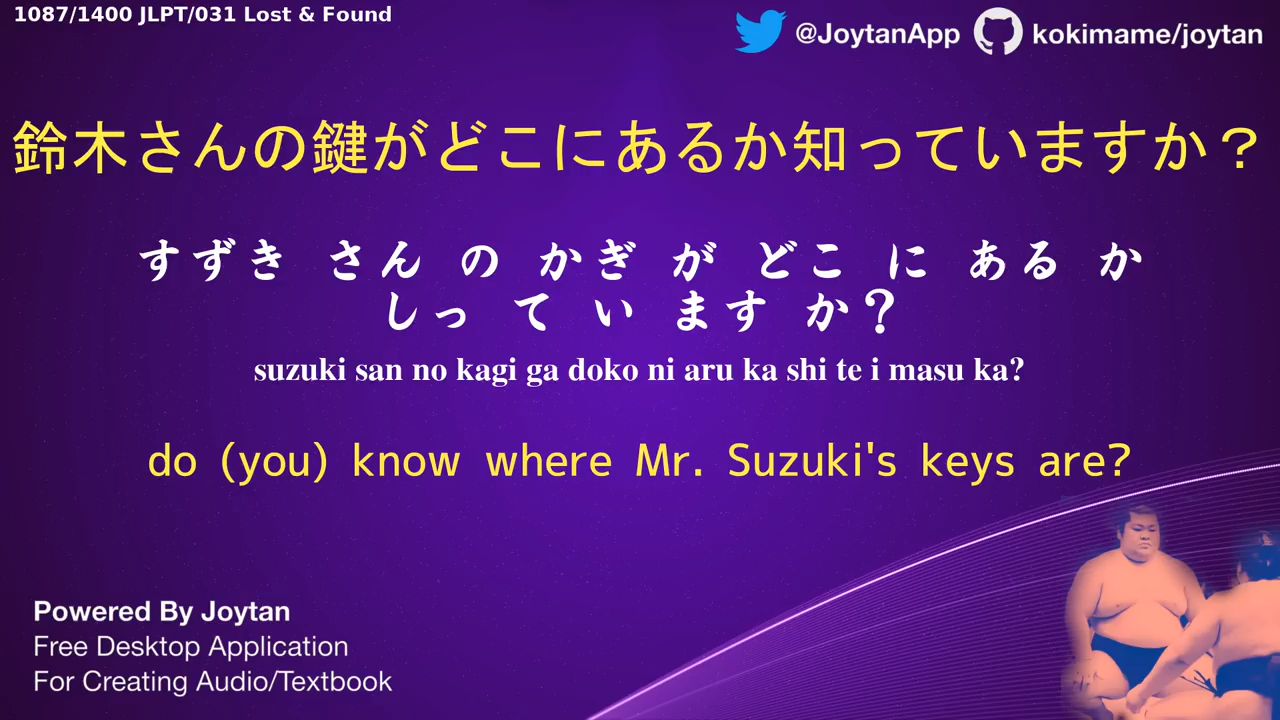 1087/1400 JLPT/031 Lost & Found
@JoytanApp kokimame/joytan
鈴木さんの鍵がどこにあるか知っていますか？
すずき さん の かぎ が どこ に ある か
しっ て い ます か？
suzuki san no kagi ga doko ni aru ka shi te i masu ka?
do (you) know where Mr. Suzuki's keys are?
Powered By Joytan
Free Desktop Application
For Creating Audio/Textbook